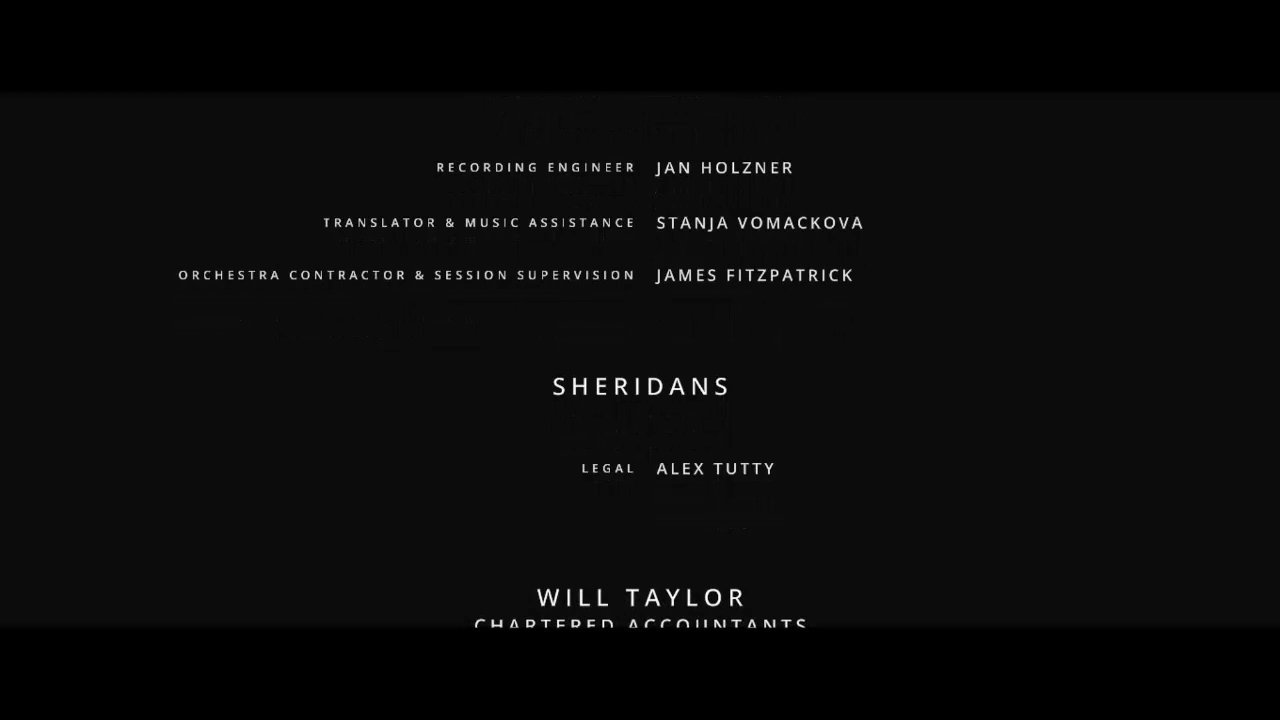 RECORDING ENGINEER JAN HOLZNER
TRANSLATOR & MUSIC ASSISTANCE STANJA VOMACKOVA
ORCHESTRA CONTRACTOR & SESSION SUPERVISION JAMES FITZPATRICK
SHERIDANS
LEGAL ALEX TUTTY
WILL TAYLOR
CHARTERED ACCOUNTANTS